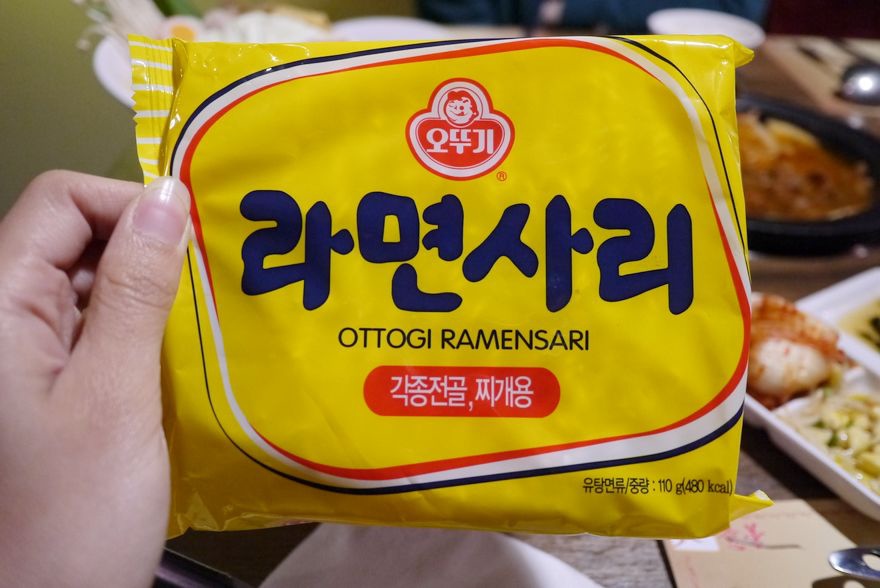 오뚜기
®
라면사리
OTTOGI RAMENSARI
각종전골, 찌개용
유탕면류/중량 : 110 g(480 kcal)